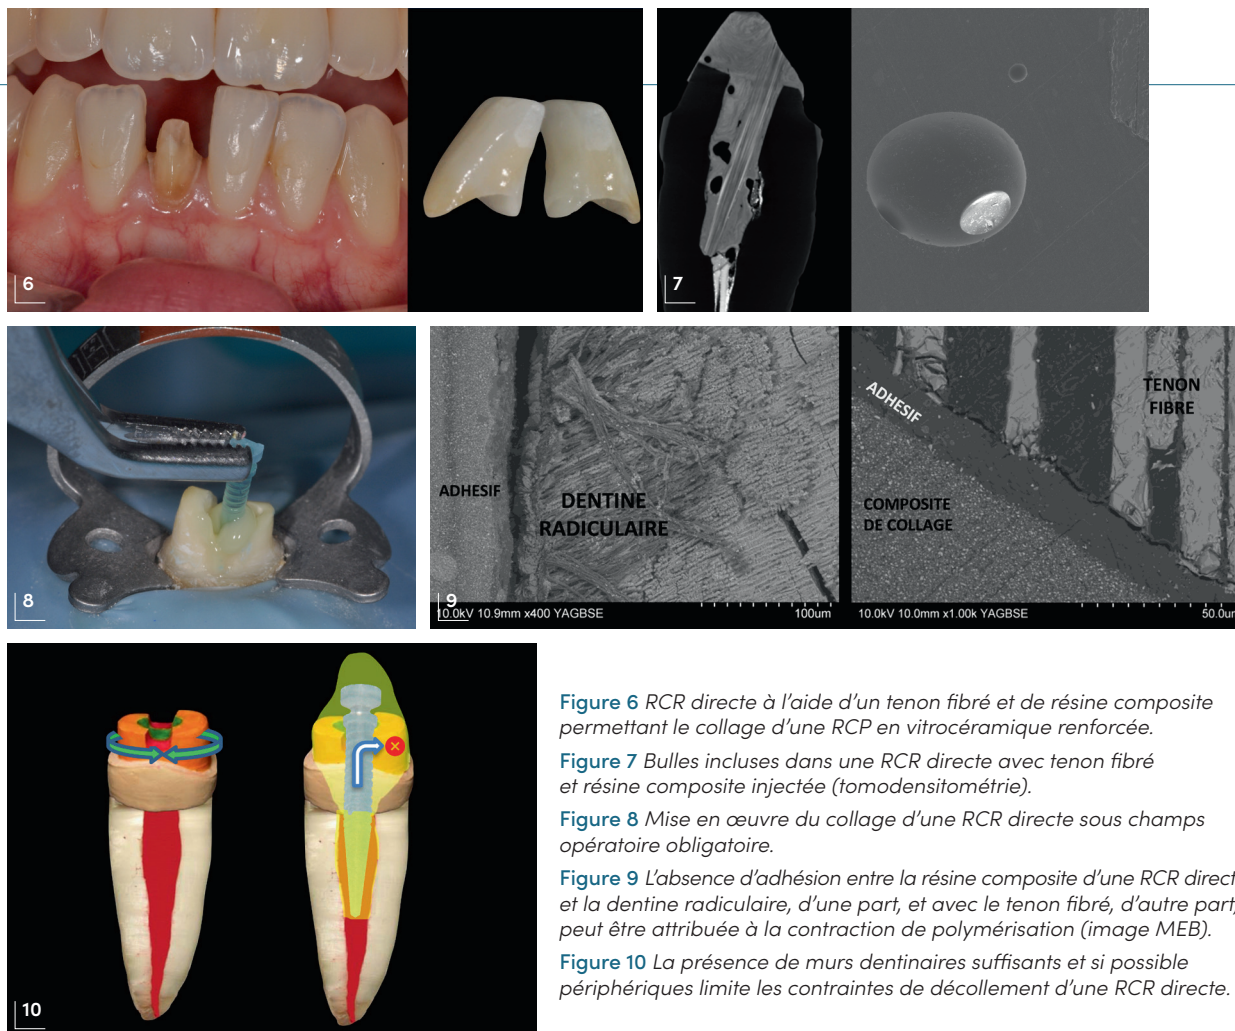 6
7
8
ADHESIF
DENTINE
RADICULAIRE
9
10.0kV 10.9mm x400 YAGBSE
100um
ADHESIF
TENON
FIBRE
COMPOSITE
DE COLLAGE
10.0kV 10.0mm x1.00k YAGBSE
10
Figure 6 RCR directe à l'aide d'un tenon fibré et de résine composite
permettant le collage d'une RCP en vitrocéramique renforcée.
Figure 7 Bulles incluses dans une RCR directe avec tenon fibré
et résine composite injectée (tomodensitométrie).
Figure 8 Mise en œuvre du collage d'une RCR directe sous champs
opératoire obligatoire.
Figure 9 L'absence d'adhésion entre la résine composite d'une RCR direct
et la dentine radiculaire, d'une part, et avec le tenon fibré, d'autre part,
peut être attribuée à la contraction de polymérisation (image MEB).
Figure 10 La présence de murs dentinaires suffisants et si possible
périphériques limite les contraintes de décollement d'une RCR directe.